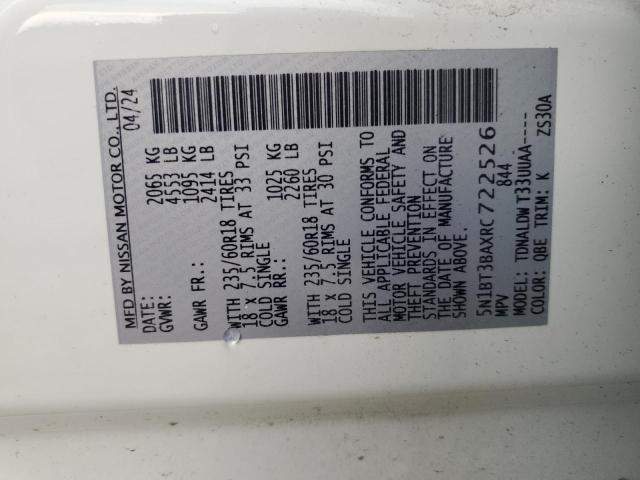 MFD BY NISSAN MOTOR CO., LTD.
DATE: 04/24
GVWR: 2065 KG
4553 LB
GAWR FR.: 1095 KG
2414 LB
WITH 235/60R18 TIRES
18 x 7.5 RIMS AT 33 PSI
COLD SINGLE
GAWR RR.: 1025 KG
2260 LB
WITH 235/60R18 TIRES
18 X 7.5 RIMS AT 30 PSI
COLD SINGLE
THIS VEHICLE CONFORMS TO
ALL APPLICABLE FEDERAL
MOTOR VEHICLE SAFETY AND
THEFT PREVENTION
STANDARDS IN EFFECT ON
THE DATE OF MANUFACTURE
SHOWN ABOVE.
5N1BT3BAXRC722526
MPV 844
MODEL: TDNALDW T33UUAA----
COLOR: QBE TRIM: K ZS30A